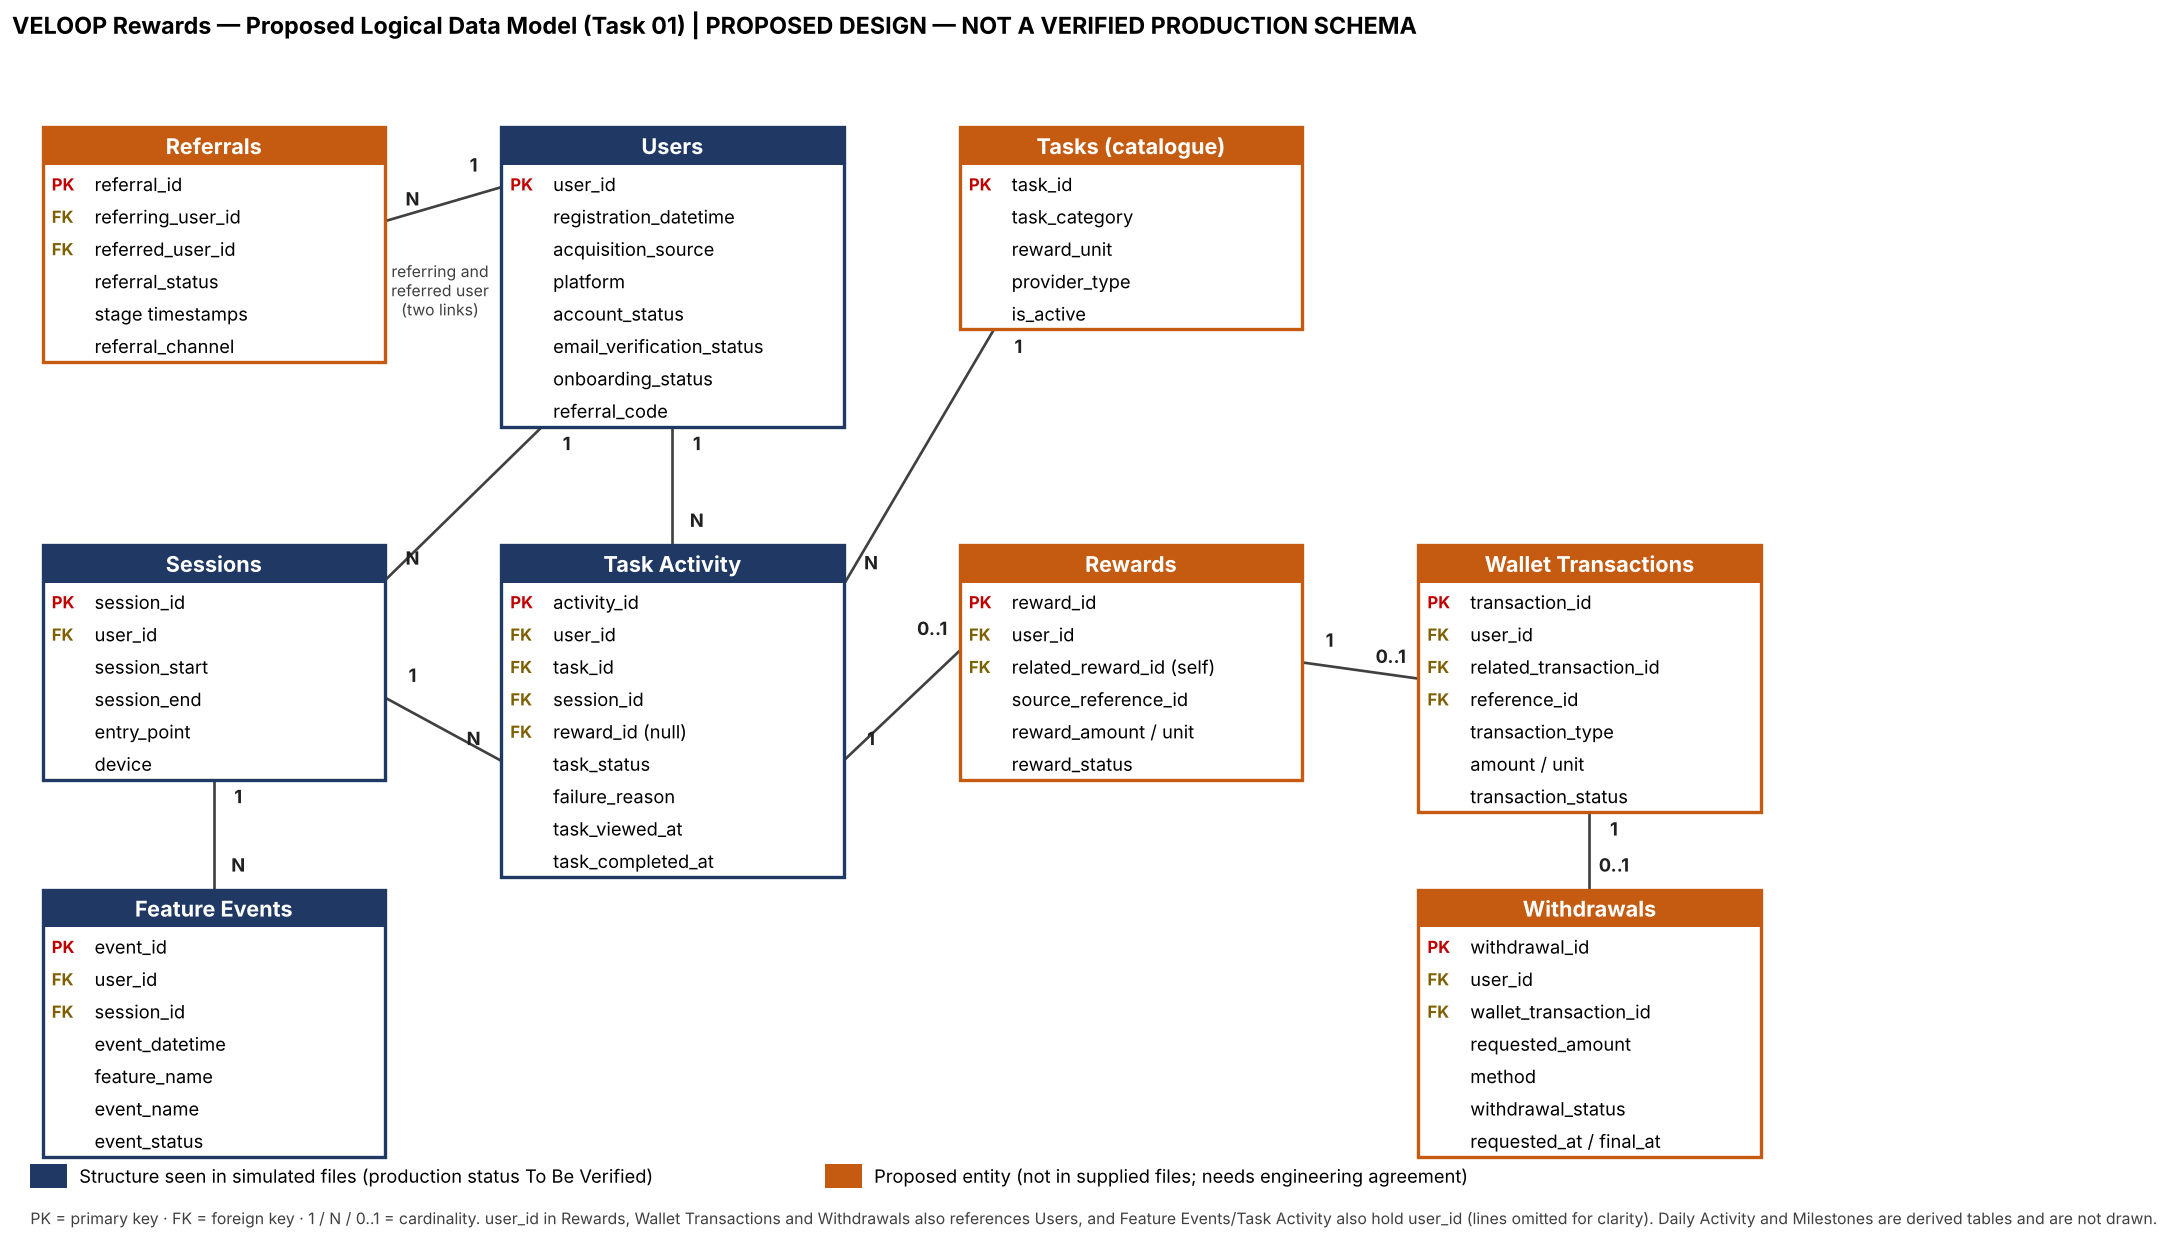 VELOOP Rewards — Proposed Logical Data Model (Task 01) | PROPOSED DESIGN — NOT A VERIFIED PRODUCTION SCHEMA
Referrals
PK referral_id
FK referring_user_id
FK referred_user_id
referral_status
stage timestamps
referral_channel
N
1
referring and
referred user
(two links)
Users
PK user_id
registration_datetime
acquisition_source
platform
account_status
email_verification_status
onboarding_status
referral_code
Tasks (catalogue)
PK task_id
task_category
reward_unit
provider_type
is_active
1
1
1
N
N
N
Sessions
PK session_id
FK user_id
session_start
session_end
entry_point
device
1
N
Task Activity
PK activity_id
FK user_id
FK task_id
FK session_id
FK reward_id (null)
task_status
failure_reason
task_viewed_at
task_completed_at
0..1
1
Rewards
PK reward_id
FK user_id
FK related_reward_id (self)
source_reference_id
reward_amount / unit
reward_status
1
0..1
Wallet Transactions
PK transaction_id
FK user_id
FK related_transaction_id
FK reference_id
transaction_type
amount / unit
transaction_status
1
N
1
0..1
Feature Events
PK event_id
FK user_id
FK session_id
event_datetime
feature_name
event_name
event_status
Withdrawals
PK withdrawal_id
FK user_id
FK wallet_transaction_id
requested_amount
method
withdrawal_status
requested_at / final_at
Structure seen in simulated files (production status To Be Verified)
Proposed entity (not in supplied files; needs engineering agreement)
PK = primary key · FK = foreign key · 1 / N / 0..1 = cardinality. user_id in Rewards, Wallet Transactions and Withdrawals also references Users, and Feature Events/Task Activity also hold user_id (lines omitted for clarity). Daily Activity and Milestones are derived tables and are not drawn.